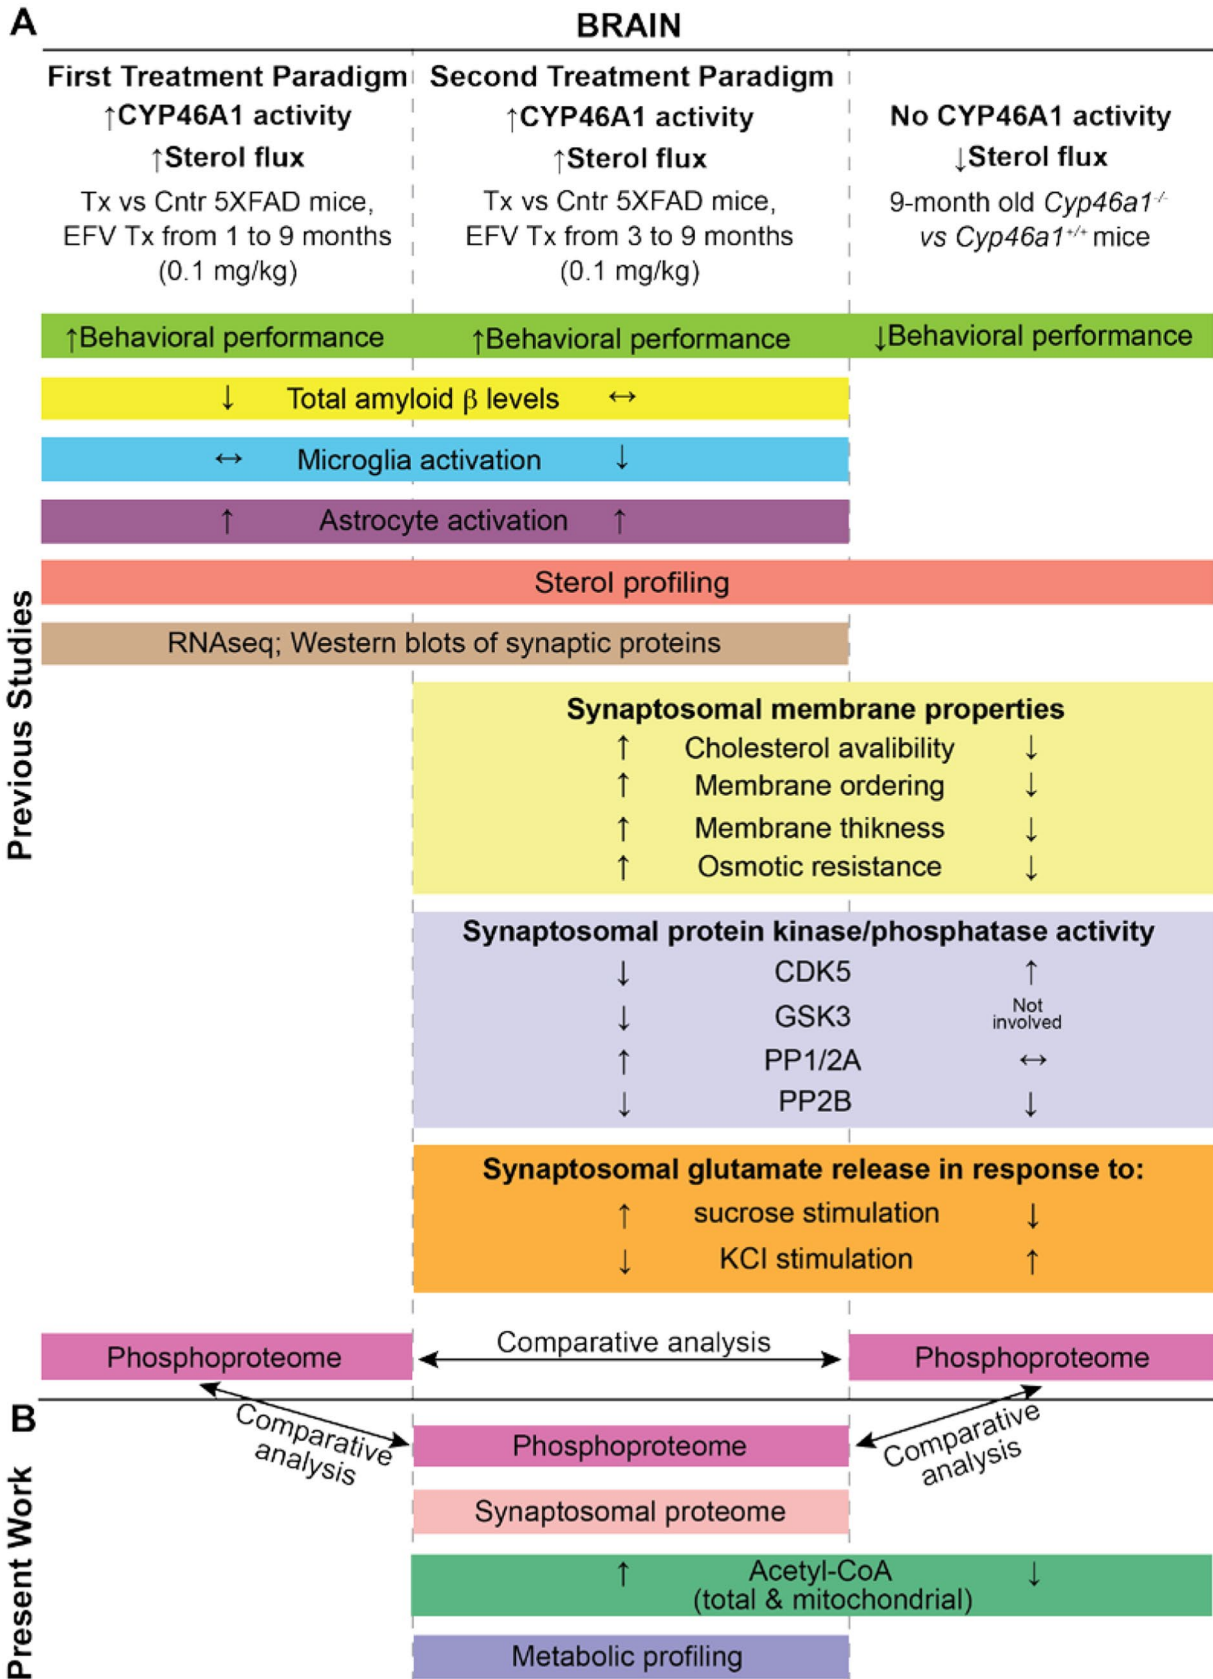 A
BRAIN
First Treatment Paradigm
↑CYP46A1 activity
↑Sterol flux
Tx vs Cntr 5XFAD mice,
EFV Tx from 1 to 9 months
(0.1 mg/kg)
Second Treatment Paradigm
↑CYP46A1 activity
↑Sterol flux
Tx vs Cntr 5XFAD mice,
EFV Tx from 3 to 9 months
(0.1 mg/kg)
No CYP46A1 activity
↓Sterol flux
9-month old Cyp46a1-/-
vs Cyp46a1+/+ mice
Previous Studies
↑Behavioral performance ↑Behavioral performance ↓Behavioral performance
↓ Total amyloid β levels ↔
↔ Microglia activation ↓
↑ Astrocyte activation ↑
Sterol profiling
RNAseq; Western blots of synaptic proteins
Synaptosomal membrane properties
↑ Cholesterol avalibility ↓
↑ Membrane ordering ↓
↑ Membrane thikness ↓
↑ Osmotic resistance ↓
Synaptosomal protein kinase/phosphatase activity
↓ CDK5 ↑
↓ GSK3 Not involved
↑ PP1/2A ↔
↓ PP2B ↓
Synaptosomal glutamate release in response to:
↑ sucrose stimulation ↓
↓ KCl stimulation ↑
Phosphoproteome Comparative analysis Phosphoproteome
B
Present Work
Comparative
analysis
Phosphoproteome
Comparative
analysis
Synaptosomal proteome
↑ Acetyl-CoA ↓
(total & mitochondrial)
Metabolic profiling